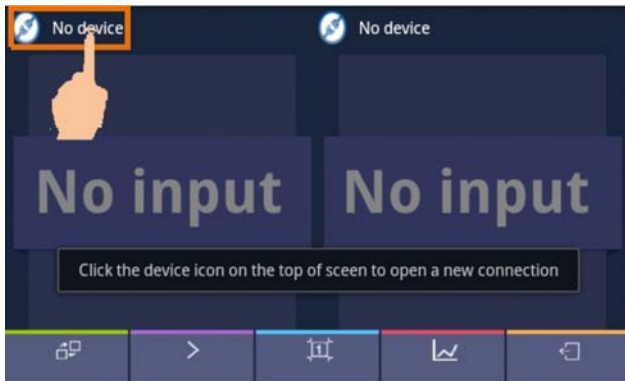 No device
No device
No input
No input
Click the device icon on the top of sceen to open a new connection
1